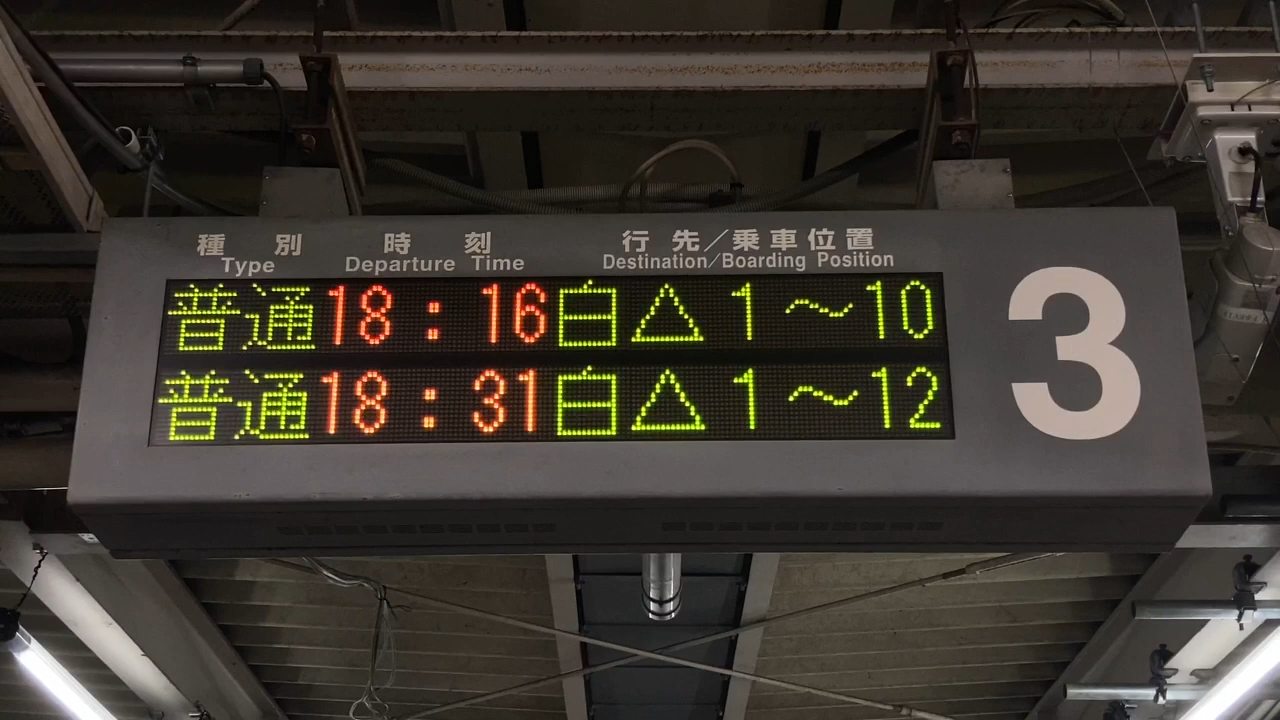 種別 時刻 行先/乗車位置
Type Departure Time Destination/Boarding Position
普通 18:16 白△ 1～10
普通 18:31 白△ 1～12
3